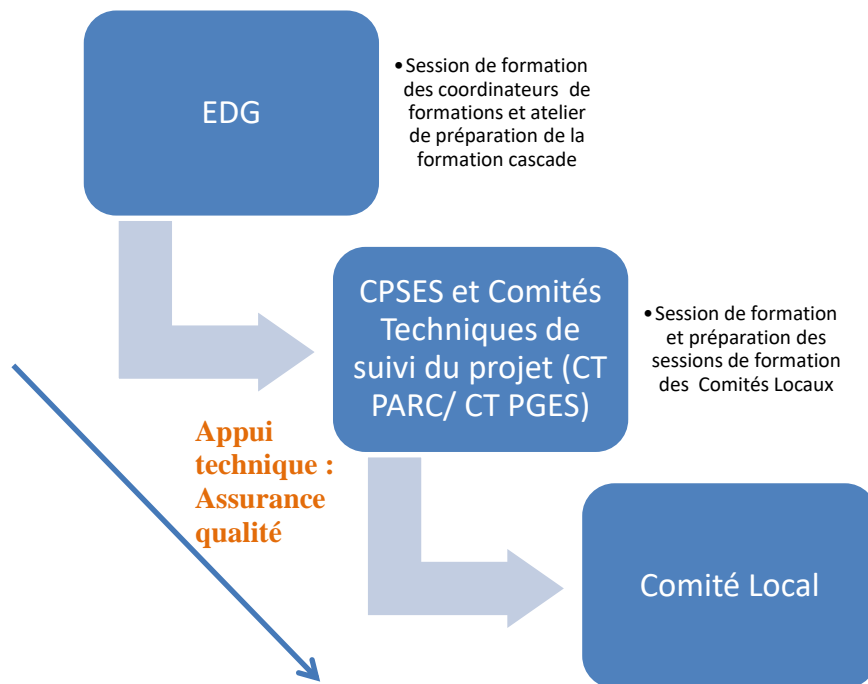 EDG
•Session de formation
des coordinateurs de
formations et atelier
de préparation de la
formation cascade
CPSES et Comités
Techniques de
suivi du projet (CT
PARC/ CT PGES)
•Session de formation
et préparation des
sessions de formation
des Comités Locaux
Appui
technique :
Assurance
qualité
Comité Local